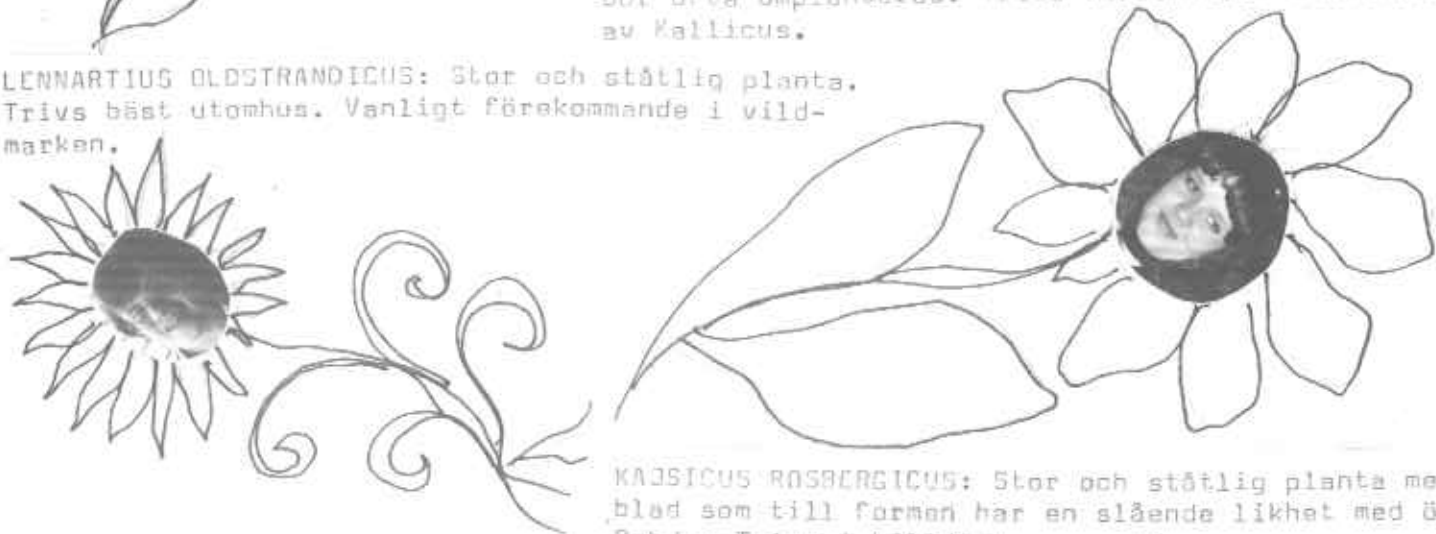 av Kallicus.
LENNARTIUS OLDSTRANDICUS: Stor och ståtlig planta.
Trivs bäst utomhus. Vanligt förekommande i vild-
marken.
KAJSICUS ROSBERGICUS: Stor och ståtlig planta me
blad som till formen har en slående likhet med ö